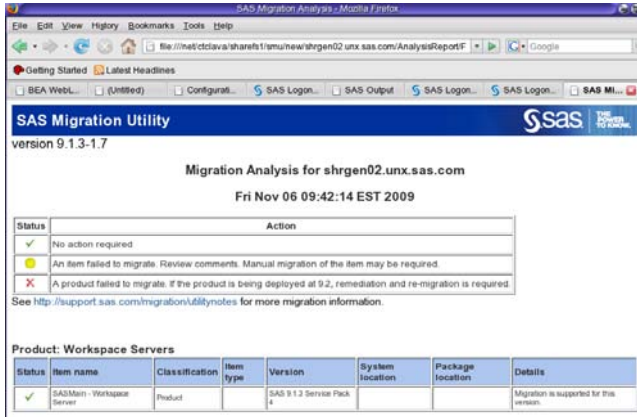 SAS Migration Analysis - Mozilla Firefox
File Edit View History Bookmarks Tools Help
file:///net/ctclava/sharefs1/smu/new/shrgen02.unx.sas.com/AnalysisReport/F
Google
Getting Started Latest Headlines
BEA WebL... (Untitled) Configurati... SAS Logon... SAS Output SAS Logon... SAS Logon... SAS Mi...
SAS Migration Utility
sas THE POWER TO KNOW.
version 9.1.3-1.7
Migration Analysis for shrgen02.unx.sas.com
Fri Nov 06 09:42:14 EST 2009
Status Action
No action required
An item failed to migrate. Review comments. Manual migration of the item may be required.
A product failed to migrate. If the product is being deployed at 9.2, remediation and re-migration is required.
See http://support.sas.com/migration/utilitynotes for more migration information.
Product: Workspace Servers
Status Item name Classification Item type Version System location Package location Details
SASMain - Workspace Server Product SAS 9.1.3 Service Pack 4 Migration is supported for this version.